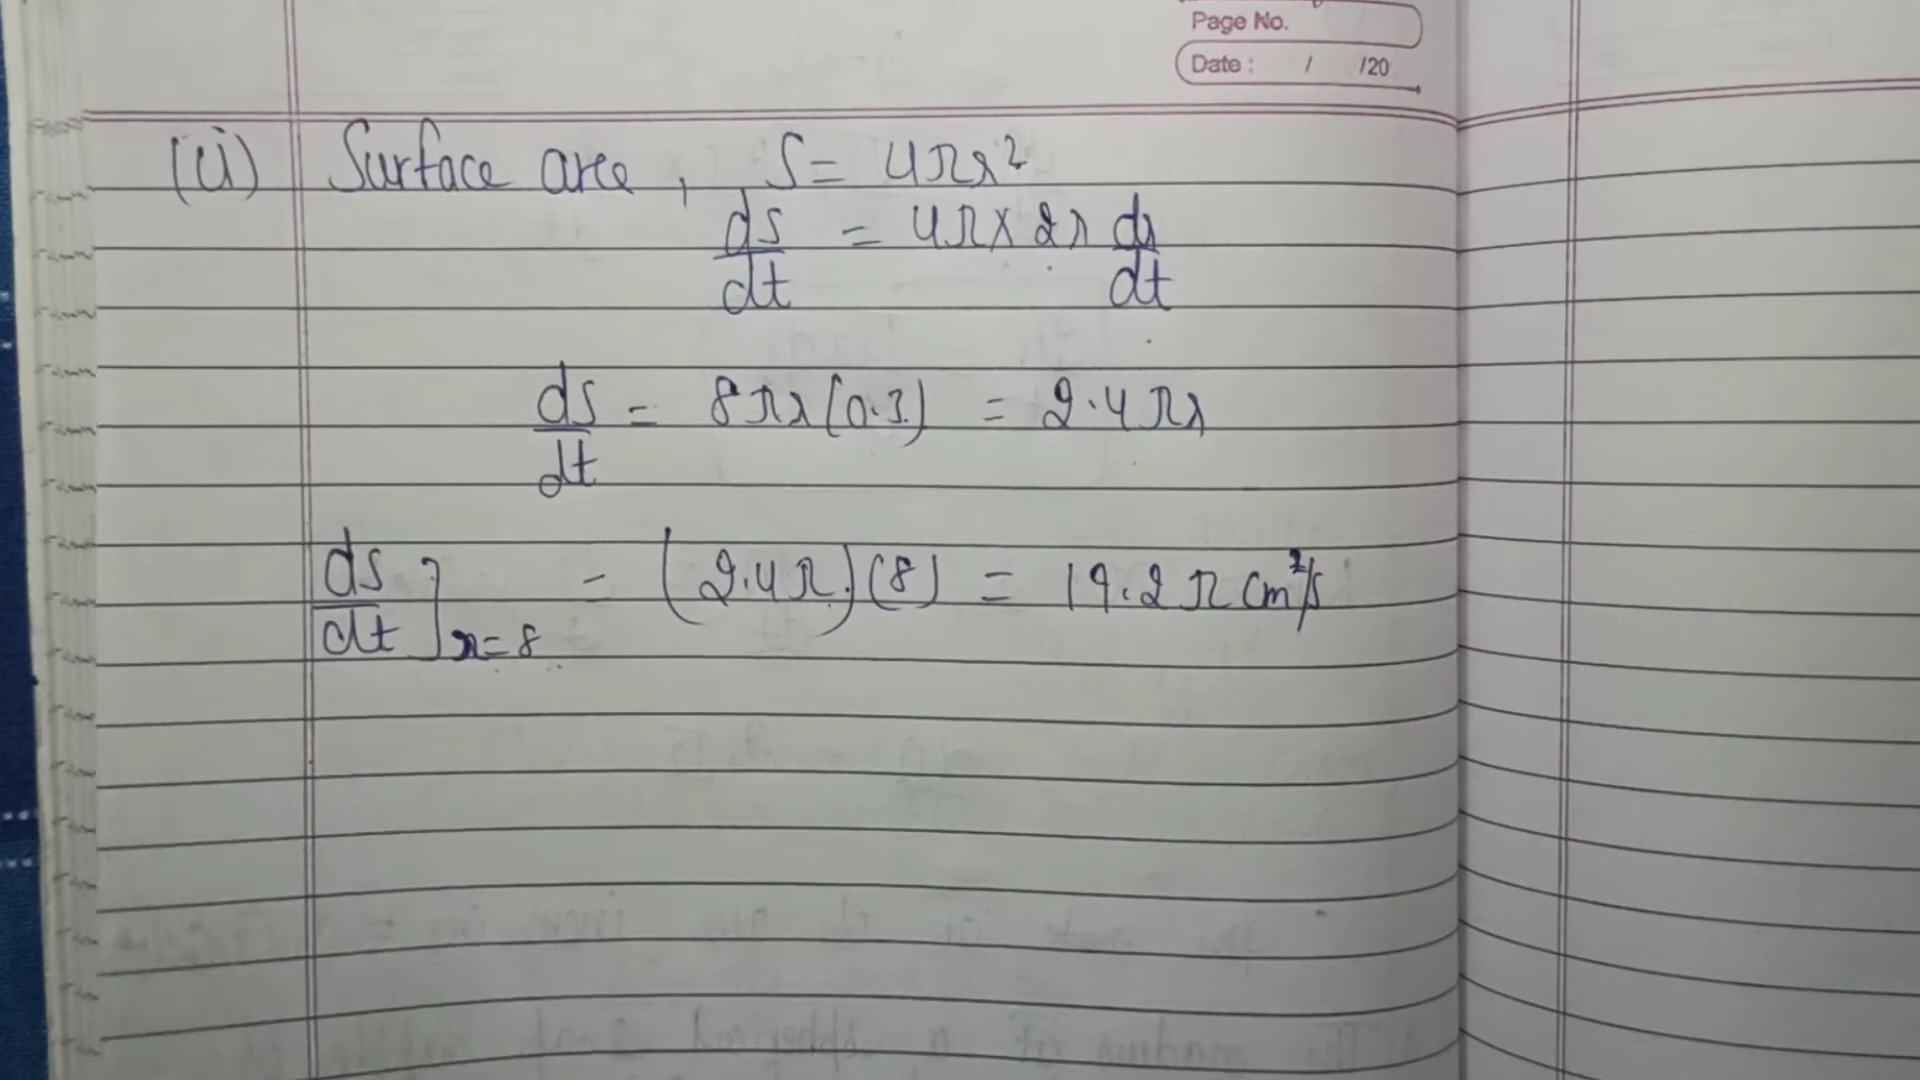 Page No.
Date : / /20
(ii) Surface area, S = 4πr²
ds/dt = 4π × 2r dr/dt
ds/dt = 8πr(0.3) = 2.4πr
ds/dt]r=8 = (2.4π)(8) = 19.2π cm²/s